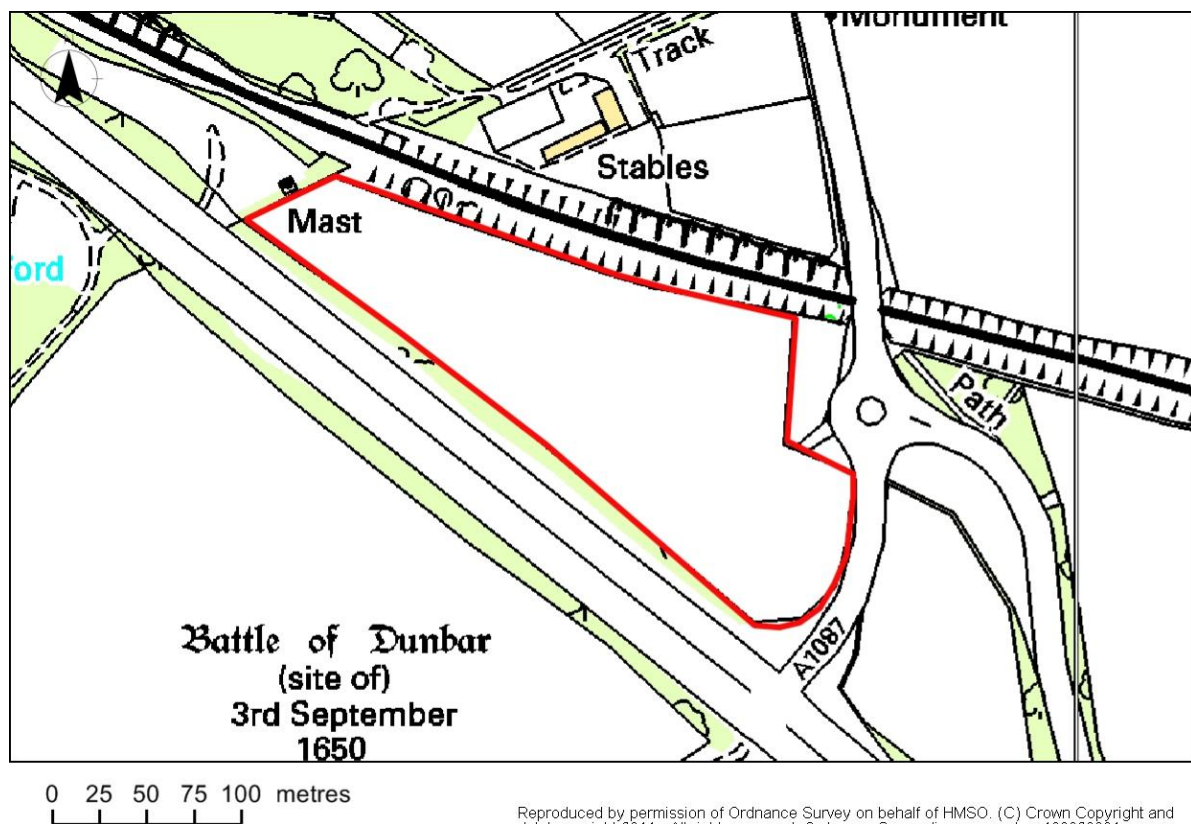 Monument
Track
Stables
Mast
ford
Path
A1087
Battle of Dunbar
(site of)
3rd September
1650
0 25 50 75 100 metres
Reproduced by permission of Ordnance Survey on behalf of HMSO. (C) Crown Copyright and